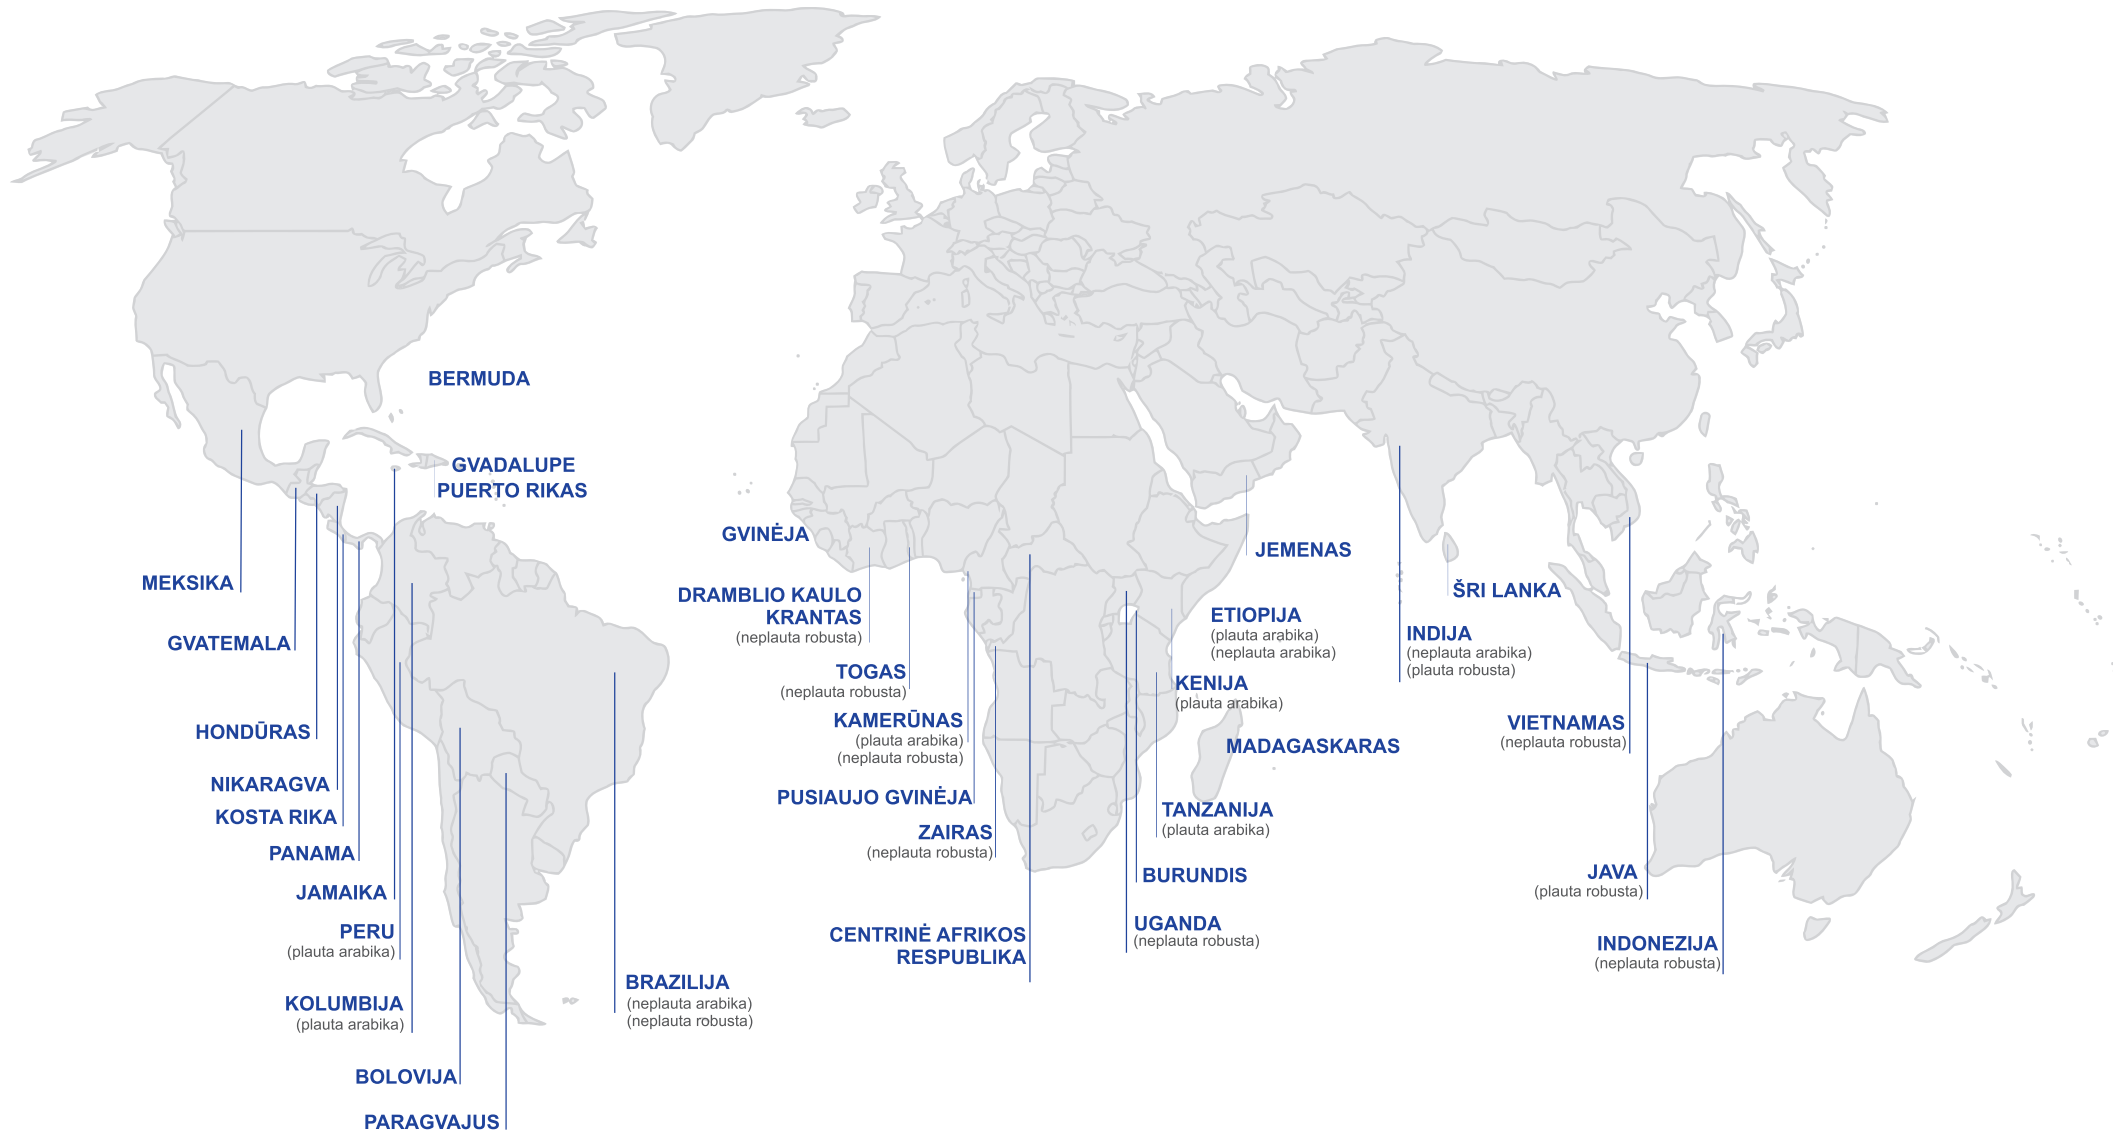 BERMUDA
GVADALUPE
PUERTO RIKAS
MEKSIKA
GVATEMALA
HONDŪRAS
NIKARAGVA
KOSTA RIKA
PANAMA
JAMAIKA
PERU
(plauta arabika)
KOLUMBIJA
(plauta arabika)
BOLOVIJA
PARAGVAJUS
BRAZILIJA
(neplauta arabika)
(neplauta robusta)
GVINĖJA
DRAMBLIO KAULO
KRANTAS
(neplauta robusta)
TOGAS
(neplauta robusta)
KAMERŪNAS
(plauta arabika)
(neplauta robusta)
PUSIAUJO GVINĖJA
ZAIRAS
(neplauta robusta)
CENTRINĖ AFRIKOS
RESPUBLIKA
JEMENAS
ETIOPIJA
(plauta arabika)
(neplauta arabika)
KENIJA
(plauta arabika)
MADAGASKARAS
TANZANIJA
(plauta arabika)
BURUNDIS
UGANDA
(neplauta robusta)
ŠRI LANKA
INDIJA
(neplauta arabika)
(plauta robusta)
VIETNAMAS
(neplauta robusta)
JAVA
(plauta robusta)
INDONEZIJA
(neplauta robusta)